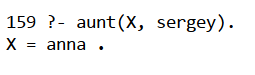 159 ?- aunt(X, sergey).
X = anna .